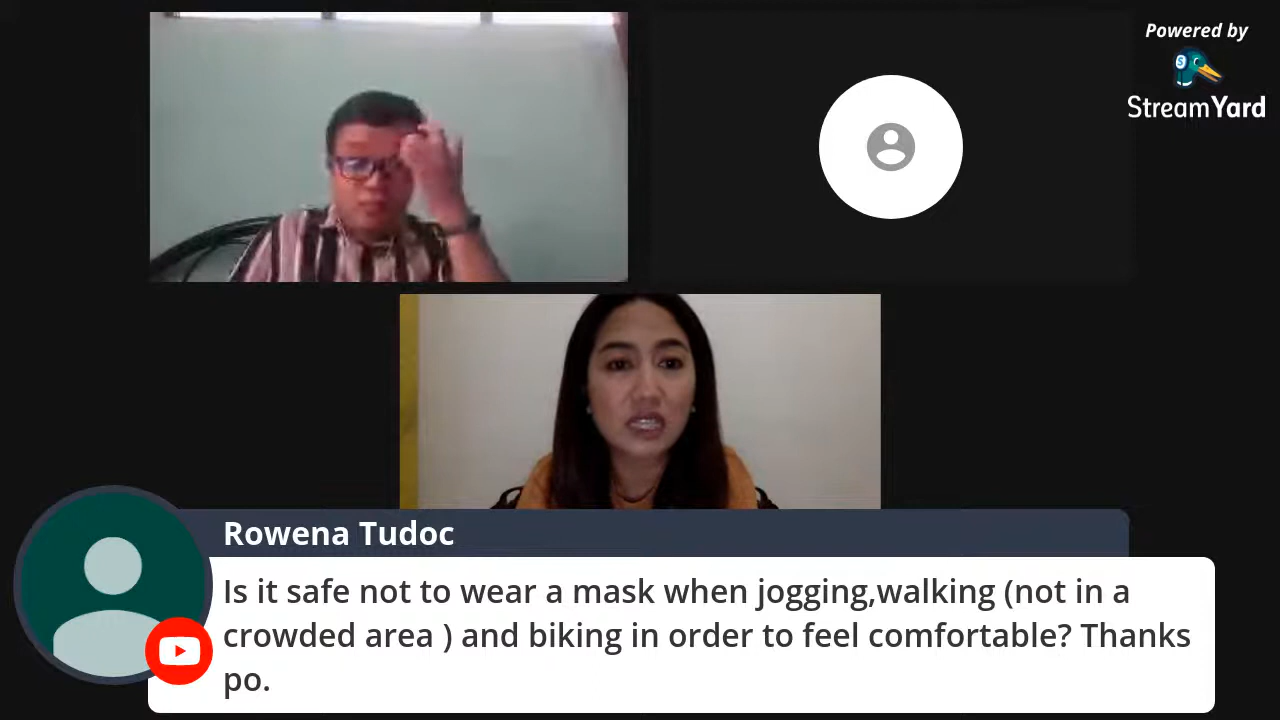 Powered by
StreamYard
Rowena Tudoc
Is it safe not to wear a mask when jogging,walking (not in a
crowded area ) and biking in order to feel comfortable? Thanks
po.